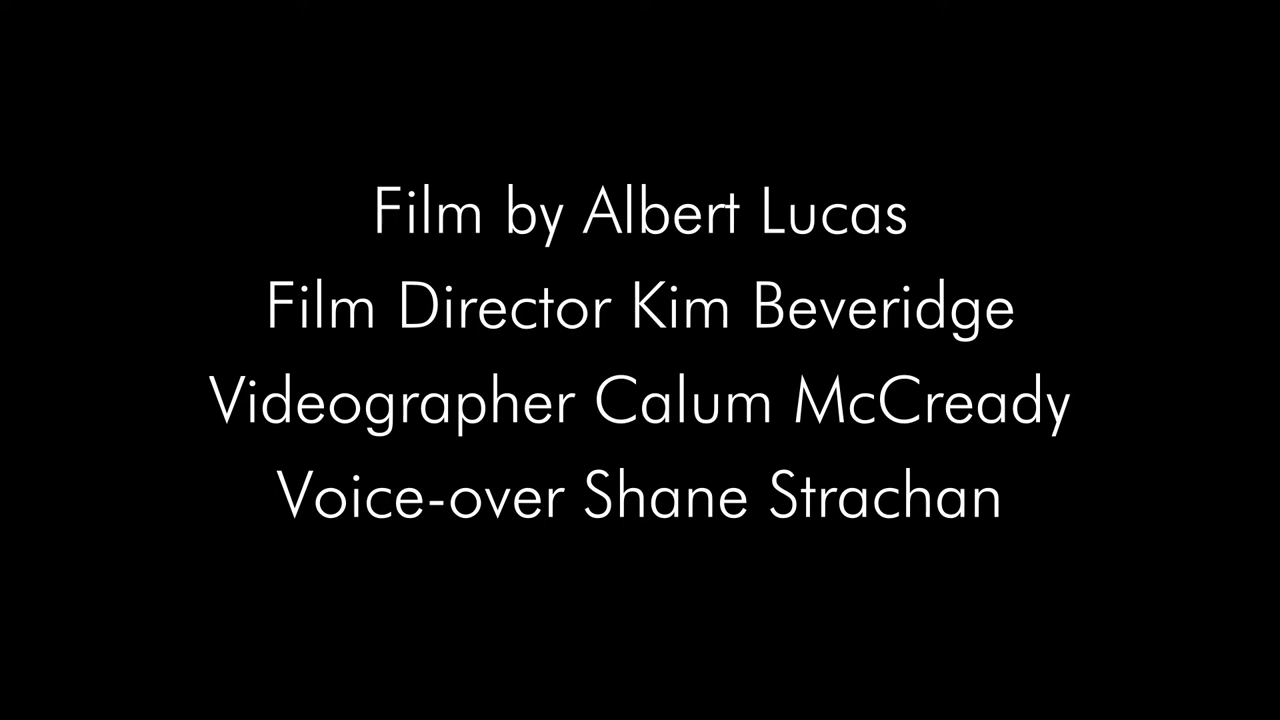 Film by Albert Lucas
Film Director Kim Beveridge
Videographer Calum McCready
Voice-over Shane Strachan